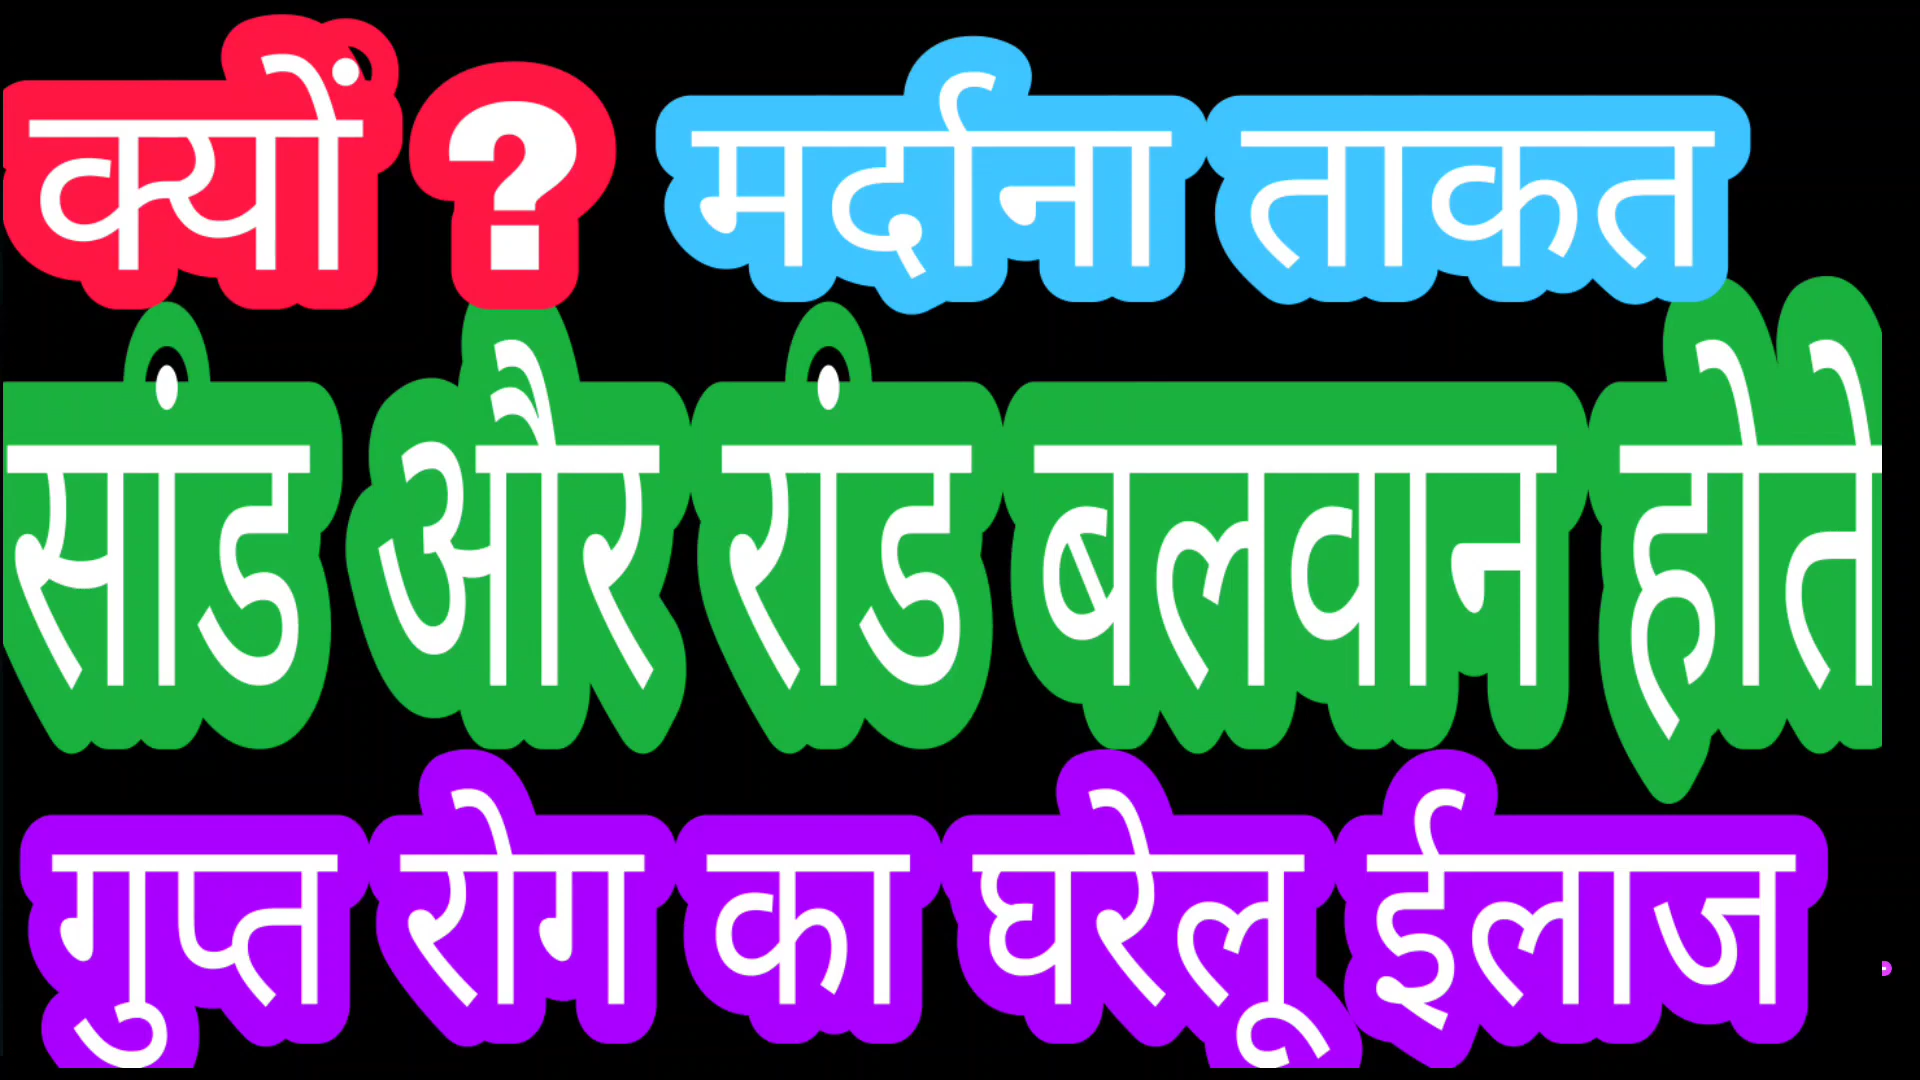 क्यों ? मर्दाना ताकत
सांड और रांड बलवान होते
गुप्त रोग का घरेलू ईलाज